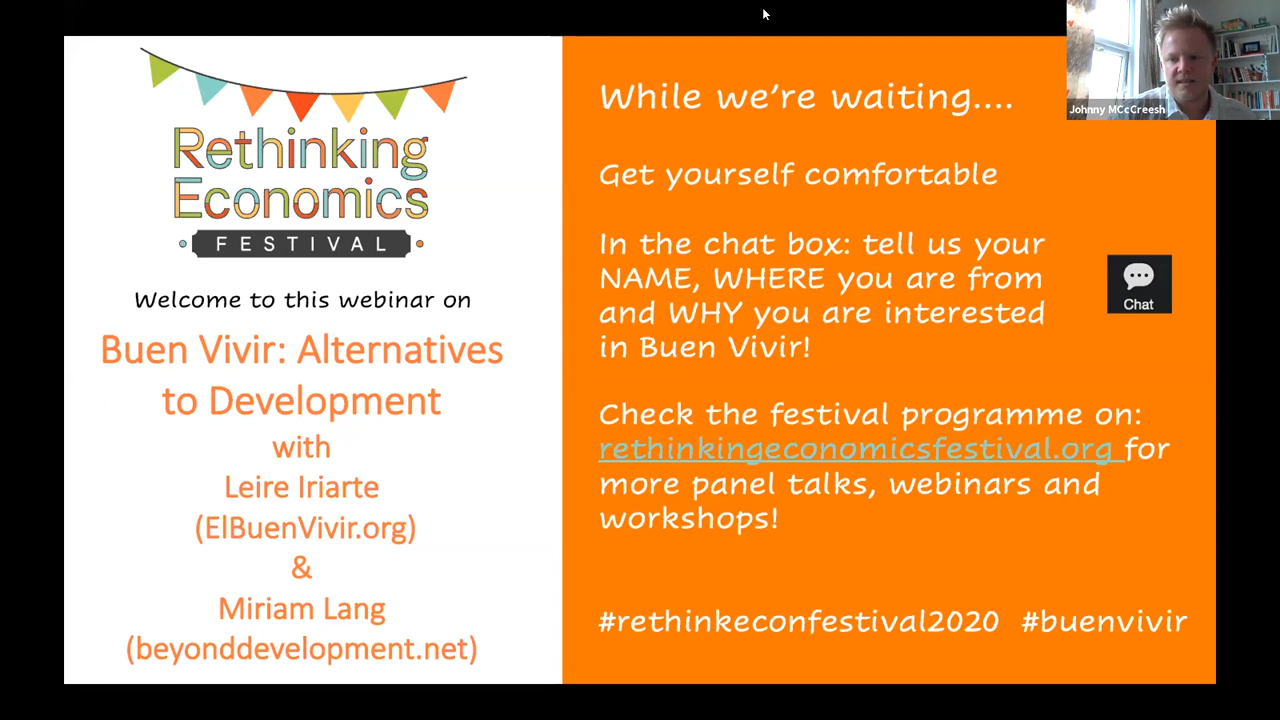 Rethinking
Economics
FESTIVAL
Welcome to this webinar on
Buen Vivir: Alternatives
to Development
with
Leire Iriarte
(ElBuenVivir.org)
&
Miriam Lang
(beyonddevelopment.net)
While we're waiting....
Get yourself comfortable
In the chat box: tell us your
NAME, WHERE you are from
and WHY you are interested
in Buen Vivir!
Check the festival programme on:
rethinkingeconomicsfestival.org for
more panel talks, webinars and
workshops!
#rethinkeconfestival2020 #buenvivir
Chat
Johnny MCcCreesh